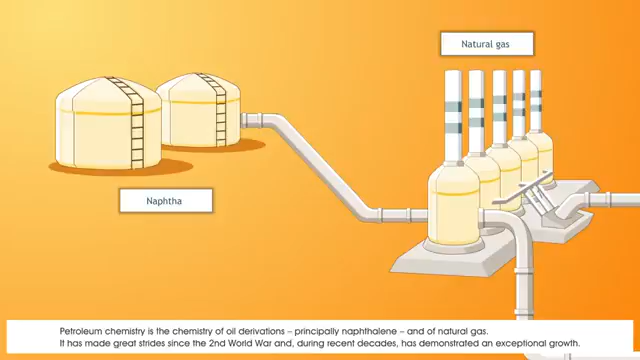 Natural gas
Naphtha
Petroleum chemistry is the chemistry of oil derivations – principally naphthalene – and of natural gas.
It has made great strides since the 2nd World War and, during recent decades, has demonstrated an exceptional growth.